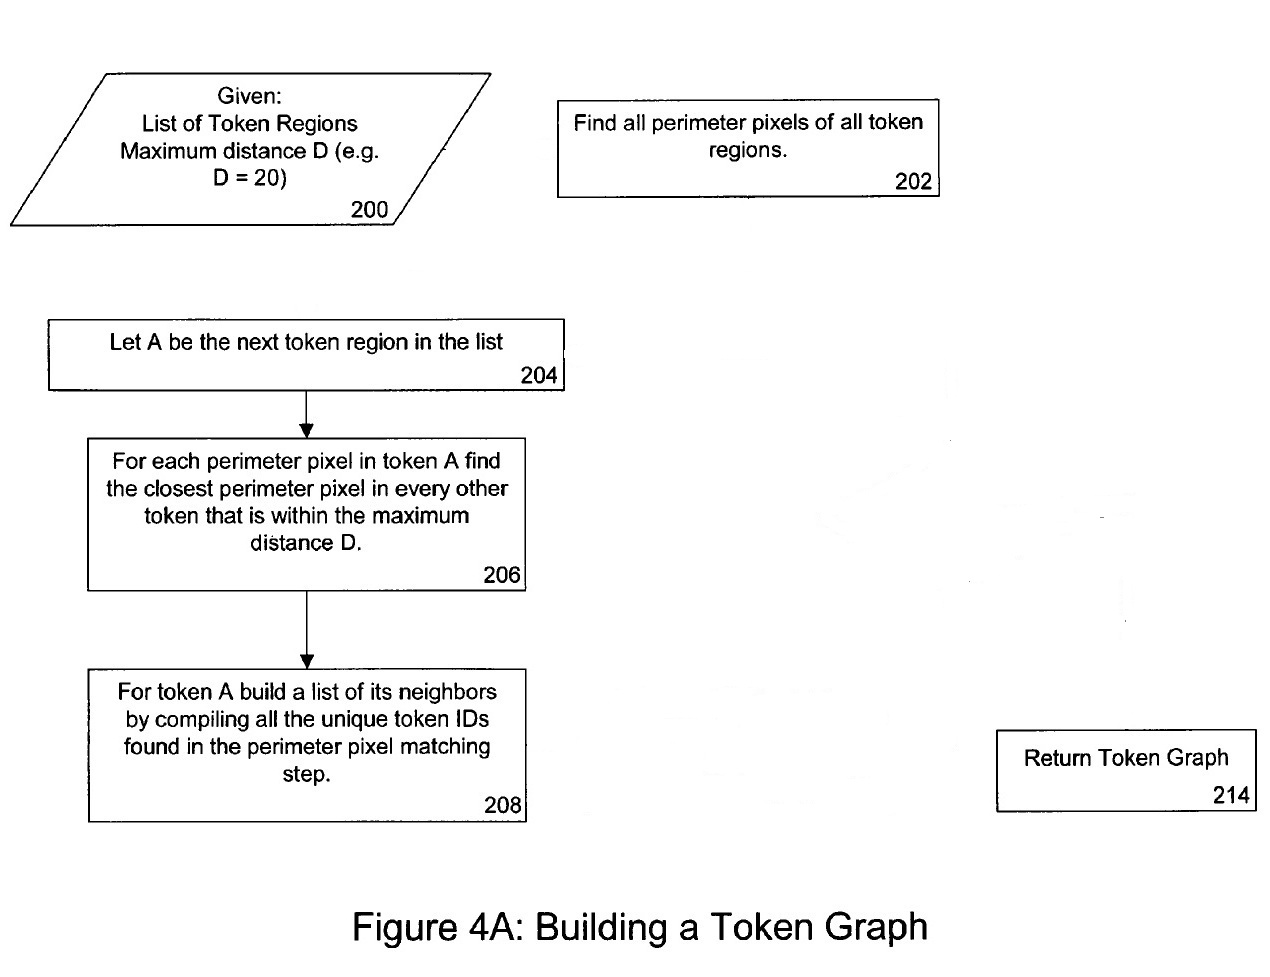 Given:
List of Token Regions
Maximum distance D (e.g.
D = 20)
200
Find all perimeter pixels of all token
regions.
202
Let A be the next token region in the list
204
For each perimeter pixel in token A find
the closest perimeter pixel in every other
token that is within the maximum
distance D.
206
For token A build a list of its neighbors
by compiling all the unique token IDs
found in the perimeter pixel matching
step.
208
Return Token Graph
214
Figure 4A: Building a Token Graph